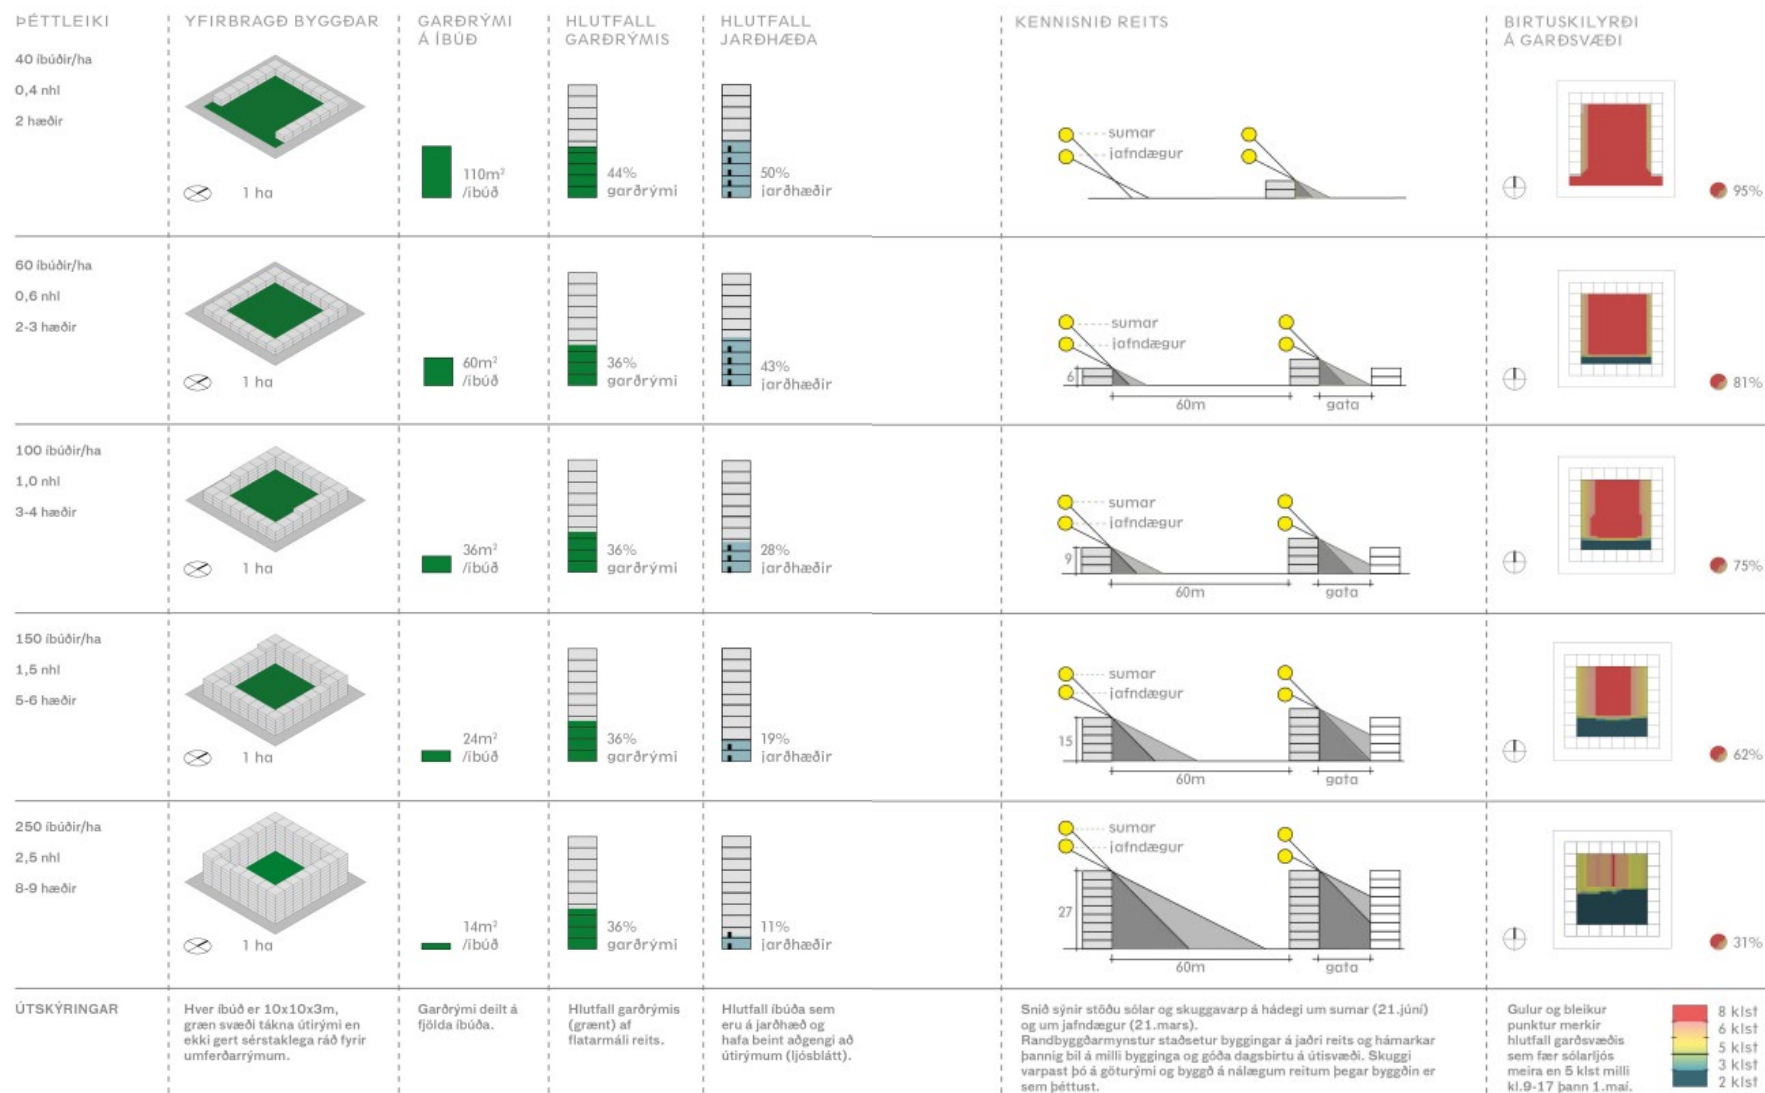 ÞÉTTLEIKI
YFIRBRAGÐ BYGGÐAR
GARÐRÝMI
Á ÍBÚÐ
HLUTFALL
GARÐRÝMIS
HLUTFALL
JARÐHÆÐA
KENNISNIÐ REITS
BIRTUSKILYRÐI
Á GARÐSVÆÐI
40 íbúðir/ha
0,4 nhl
2 hæðir
1 ha
110m²
/íbúð
44%
garðrými
50%
jarðhæðir
sumar
jafndægur
95%
60 íbúðir/ha
0,6 nhl
2-3 hæðir
1 ha
60m²
/íbúð
36%
garðrými
43%
jarðhæðir
sumar
jafndægur
6
60m
gata
81%
100 íbúðir/ha
1,0 nhl
3-4 hæðir
1 ha
36m²
/íbúð
36%
garðrými
28%
jarðhæðir
sumar
jafndægur
9
60m
gata
75%
150 íbúðir/ha
1,5 nhl
5-6 hæðir
1 ha
24m²
/íbúð
36%
garðrými
19%
jarðhæðir
sumar
jafndægur
15
60m
gata
62%
250 íbúðir/ha
2,5 nhl
8-9 hæðir
1 ha
14m²
/íbúð
36%
garðrými
11%
jarðhæðir
sumar
jafndægur
27
60m
gata
31%
ÚTSKÝRINGAR
Hver íbúð er 10x10x3m,
græn svæði tákna útirými en
ekki gert sérstaklega ráð fyrir
umferðarrýmum.
Garðrými deilt á
fjölda íbúða.
Hlutfall garðrýmis
(grænt) af
flatarmáli reits.
Hlutfall íbúða sem
eru á jarðhæð og
hafa beint aðgengi að
útirýmum (ljósblátt).
Snið sýnir stöðu sólar og skuggavarp á hádegi um sumar (21.júní)
og um jafndægur (21.mars).
Randbyggðarmynstur staðsetur byggingar á jaðri reits og hámarkar
þannig bil á milli bygginga og góða dagsbirtu á útisvæði. Skuggi
varpast þó á göturými og byggð á nálægum reitum þegar byggðin er
sem þéttust.
Gulur og bleikur
punktur merkir
hlutfall garðsvæðis
sem fær sólarljós
meira en 5 klst milli
kl.9-17 þann 1.maí.
8 klst
6 klst
5 klst
3 klst
2 klst